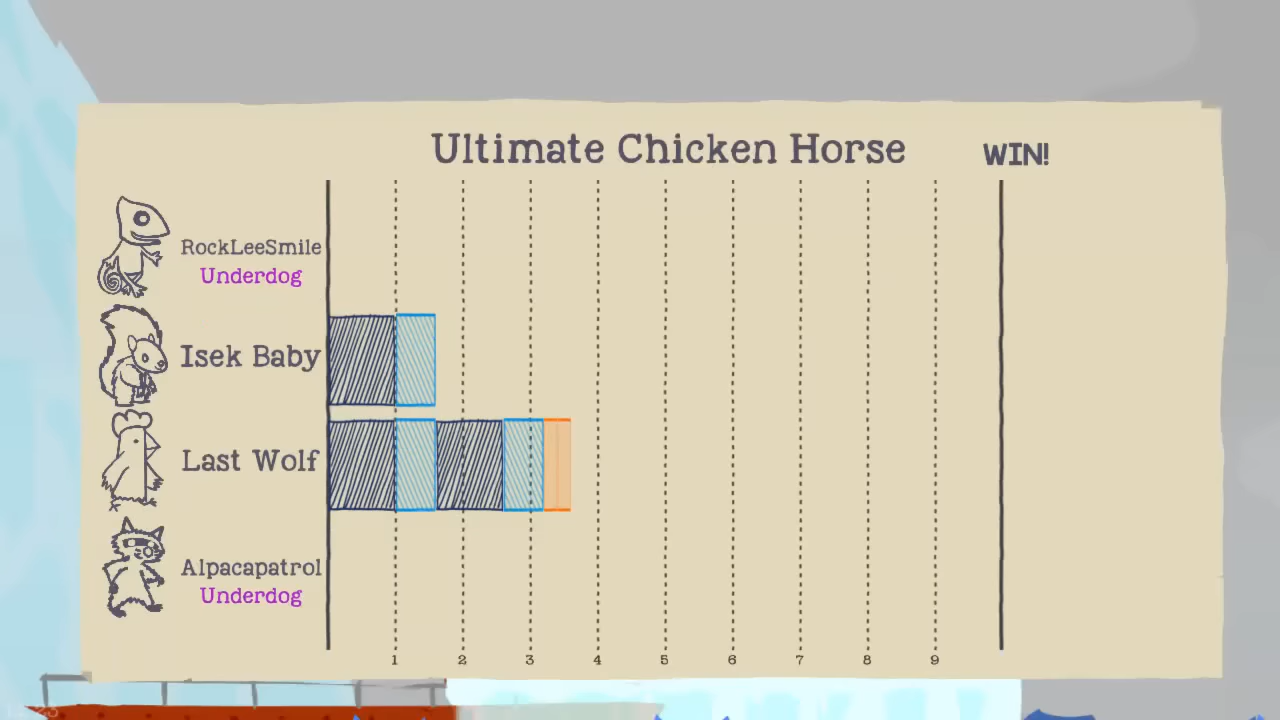 Ultimate Chicken Horse
WIN!
RockLeeSmile
Underdog
Isek Baby
Last Wolf
Alpacapatrol
Underdog
1 2 3 4 5 6 7 8 9